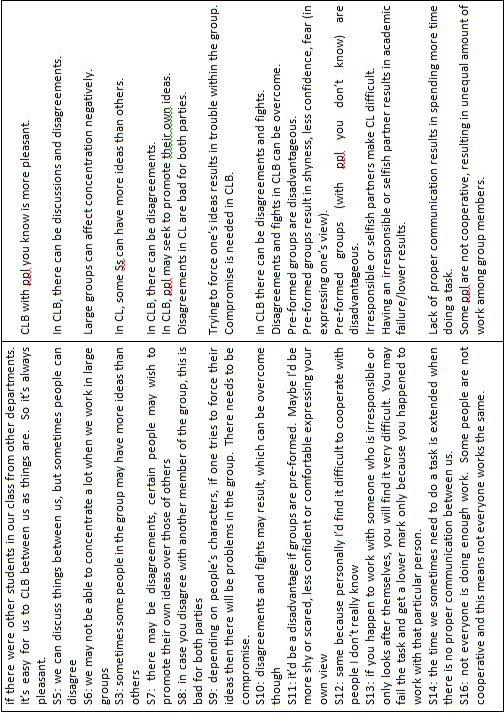 if there were other students in our class from other departments.
it's easy for us to CLB between us as things are. So it's always
pleasant.
S5: we can discuss things between us, but sometimes people can
disagree
S6: we may not be able to concentrate a lot when we work in large
groups
S3: sometimes some people in the group may have more ideas than
others
S7: there may be disagreements, certain people may wish to
promote their own ideas over those of others
S8: in case you disagree with another member of the group, this is
bad for both parties
S9: depending on people's characters, if one tries to force their
ideas then there will be problems in the group. There needs to be
compromise.
S10: disagreements and fights may result, which can be overcome
though
S11: it'd be a disadvantage if groups are pre-formed. Maybe I'd be
more shy or scared, less confident or comfortable expressing your
own view
S12: same because personally I'd find it difficult to cooperate with
people I don't really know
S13: if you happen to work with someone who is irresponsible or
only looks after themselves, you will find it very difficult. You may
fail the task and get a lower mark only because you happened to
work with that particular person.
S14: the time we sometimes need to do a task is extended when
there is no proper communication between us.
S16: not everyone is doing enough work. Some people are not
cooperative and this means not everyone works the same.
CLB with ppl you know is more pleasant.
In CLB, there can be discussions and disagreements.
Large groups can affect concentration negatively.
In CL, some Ss can have more ideas than others.
In CLB, there can be disagreements.
In CLB, ppl may seek to promote their own ideas.
Disagreements in CL are bad for both parties.
Trying to force one's ideas results in trouble within the group.
Compromise is needed in CLB.
In CLB there can be disagreements and fights.
Disagreements and fights in CLB can be overcome.
Pre-formed groups are disadvantageous.
Pre-formed groups result in shyness, less confidence, fear (in
expressing one's view).
Pre-formed groups (with ppl you don't know) are
disadvantageous.
Irresponsible or selfish partners make CL difficult.
Having an irresponsible or selfish partner results in academic
failure/lower results.
Lack of proper communication results in spending more time
doing a task.
Some ppl are not cooperative, resulting in unequal amount of
work among group members.